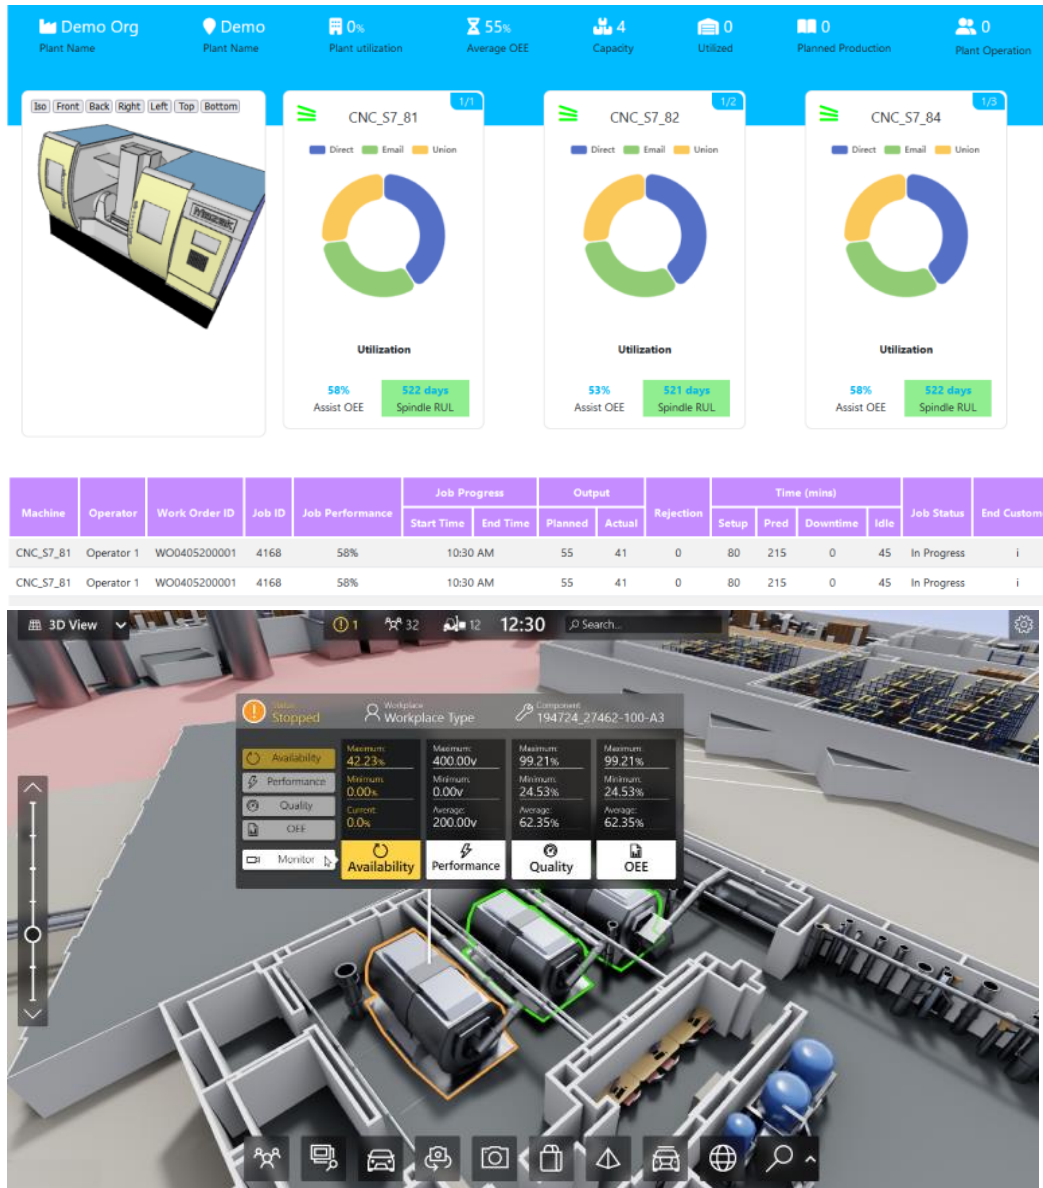 Demo Org Demo 0% 55% 4 0 0 0
Plant Name Plant Name Plant utilization Average OEE Capacity Utilized Planned Production Plant Operation
Iso Front Back Right Left Top Bottom
1/1
CNC_S7_81
Direct Email Union
Utilization
58% 522 days
Assist OEE Spindle RUL
1/2
CNC_S7_82
Direct Email Union
Utilization
53% 521 days
Assist OEE Spindle RUL
1/3
CNC_S7_84
Direct Email Union
Utilization
58% 522 days
Assist OEE Spindle RUL
Job Progress Output Time (mins)
Machine Operator Work Order ID Job ID Job Performance Rejection Job Status End Custom
Start Time End Time Planned Actual Setup Pred Downtime Idle
CNC_S7_81 Operator 1 WO0405200001 4168 58% 10:30 AM 55 41 0 80 215 0 45 In Progress i
CNC_S7_81 Operator 1 WO0405200001 4168 58% 10:30 AM 55 41 0 80 215 0 45 In Progress i
3D View 1 32 12 12:30 Search...
Status Workplace Component
Stopped Workplace Type 194724_27462-100-A3
Availability
Performance
Quality
OEE
Monitor
Maximum: Maximum: Maximum: Maximum:
42.23% 400.00v 99.21% 99.21%
Minimum: Minimum: Minimum: Minimum:
0.00% 0.00v 24.53% 24.53%
Current: Average: Average: Average:
0.0% 200.00v 62.35% 62.35%
Availability Performance Quality OEE